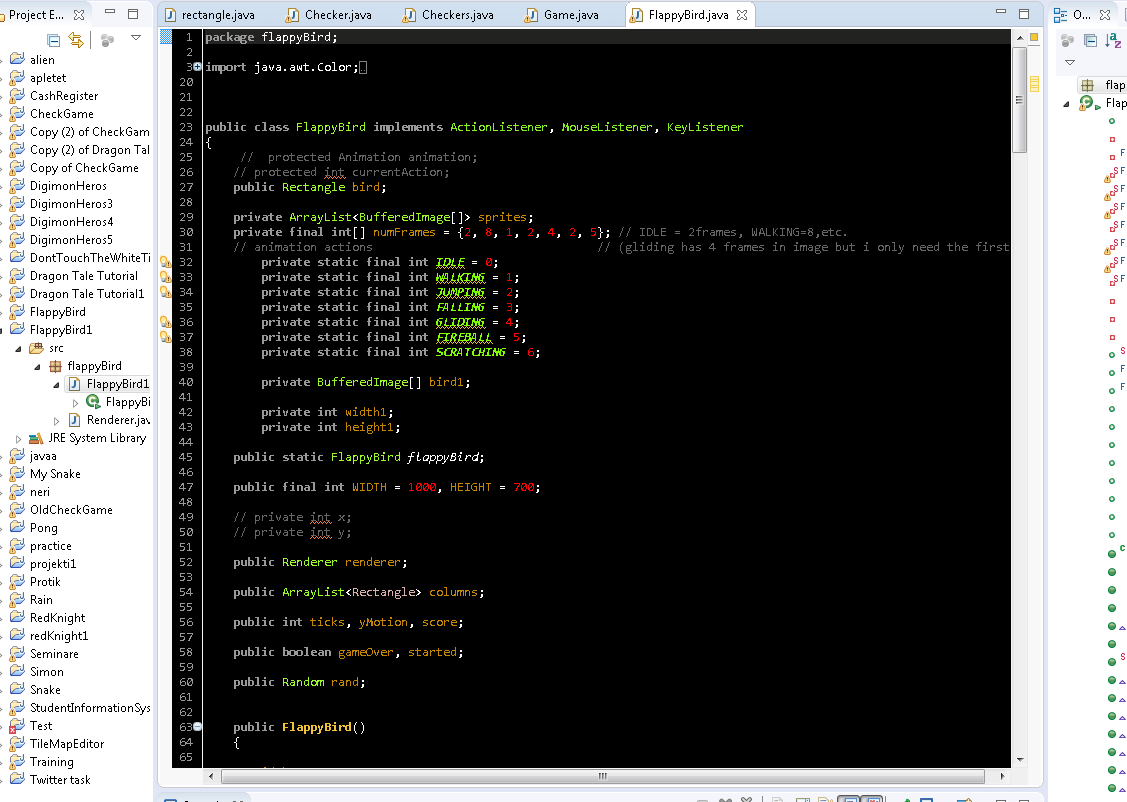 Project E...
rectangle.java
Checker.java
Checkers.java
Game.java
FlappyBird.java
O...
alien
apletet
CashRegister
CheckGame
Copy (2) of CheckGam
Copy (2) of Dragon Tal
Copy of CheckGame
DigimonHeros
DigimonHeros3
DigimonHeros4
DigimonHeros5
DontTouchTheWhiteTi
Dragon Tale Tutorial
Dragon Tale Tutorial1
FlappyBird
FlappyBird1
src
flappyBird
FlappyBird1
FlappyBi
Renderer.jav
JRE System Library
javaa
My Snake
neri
OldCheckGame
Pong
practice
projekti1
Protik
Rain
RedKnight
redKnight1
Seminare
Simon
Snake
StudentInformationSys
Test
TileMapEditor
Training
Twitter task
1 package flappyBird;
2
3 import java.awt.Color;
20
21
22
23 public class FlappyBird implements ActionListener, MouseListener, KeyListener
24 {
25 //  protected Animation animation;
26 // protected int currentAction;
27 public Rectangle bird;
28
29 private ArrayList<BufferedImage[]> sprites;
30 private final int[] numFrames = {2, 8, 1, 2, 4, 2, 5}; // IDLE = 2frames, WALKING=8,etc.
31 // animation actions // (gliding has 4 frames in image but i only need the first
32 private static final int IDLE = 0;
33 private static final int WALKING = 1;
34 private static final int JUMPING = 2;
35 private static final int FALLING = 3;
36 private static final int GLIDING = 4;
37 private static final int FIREBALL = 5;
38 private static final int SCRATCHING = 6;
39
40 private BufferedImage[] bird1;
41
42 private int width1;
43 private int height1;
44
45 public static FlappyBird flappyBird;
46
47 public final int WIDTH = 1000, HEIGHT = 700;
48
49 // private int x;
50 // private int y;
51
52 public Renderer renderer;
53
54 public ArrayList<Rectangle> columns;
55
56 public int ticks, yMotion, score;
57
58 public boolean gameOver, started;
59
60 public Random rand;
61
62
63 public FlappyBird()
64 {
65
flap
Flap